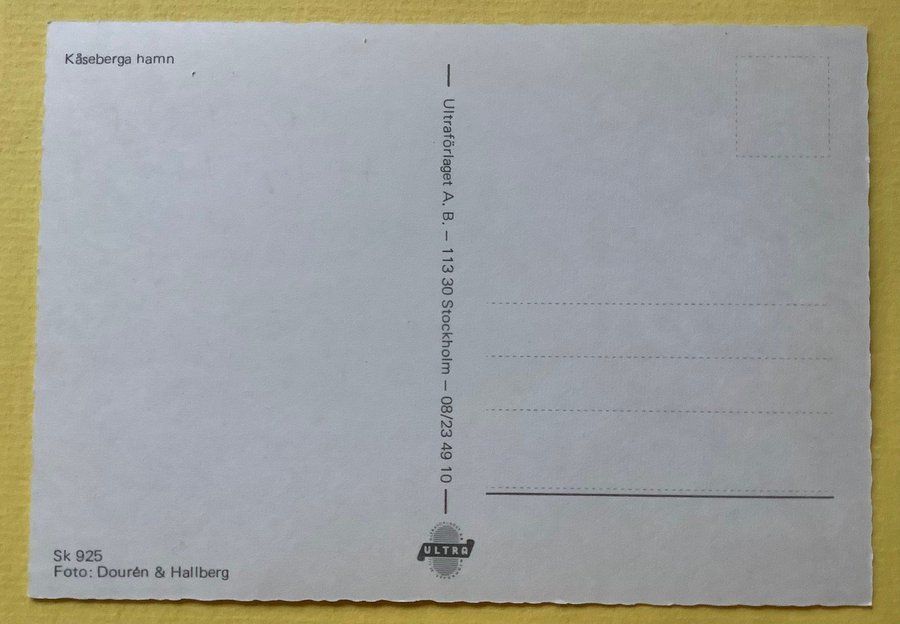 Kåseberga hamn
Ultraförlaget A. B. – 113 30 Stockholm – 08/23 49 10
ULTRA
Sk 925
Foto: Dourén & Hallberg